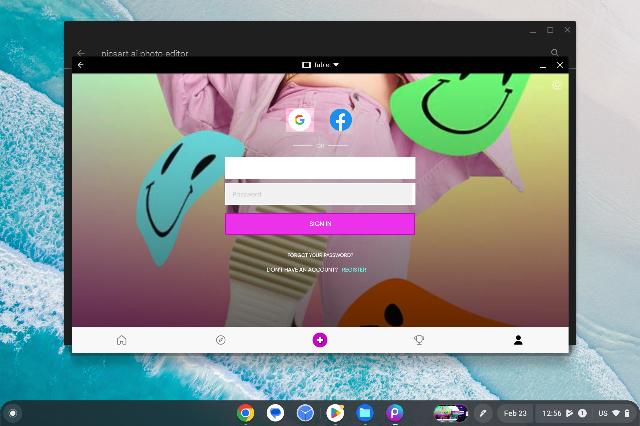 picsart ai photo editor
Tablet
OR
Password
SIGN IN
FORGOT YOUR PASSWORD?
DON'T HAVE AN ACCOUNT? REGISTER
Feb 23
12:56
US